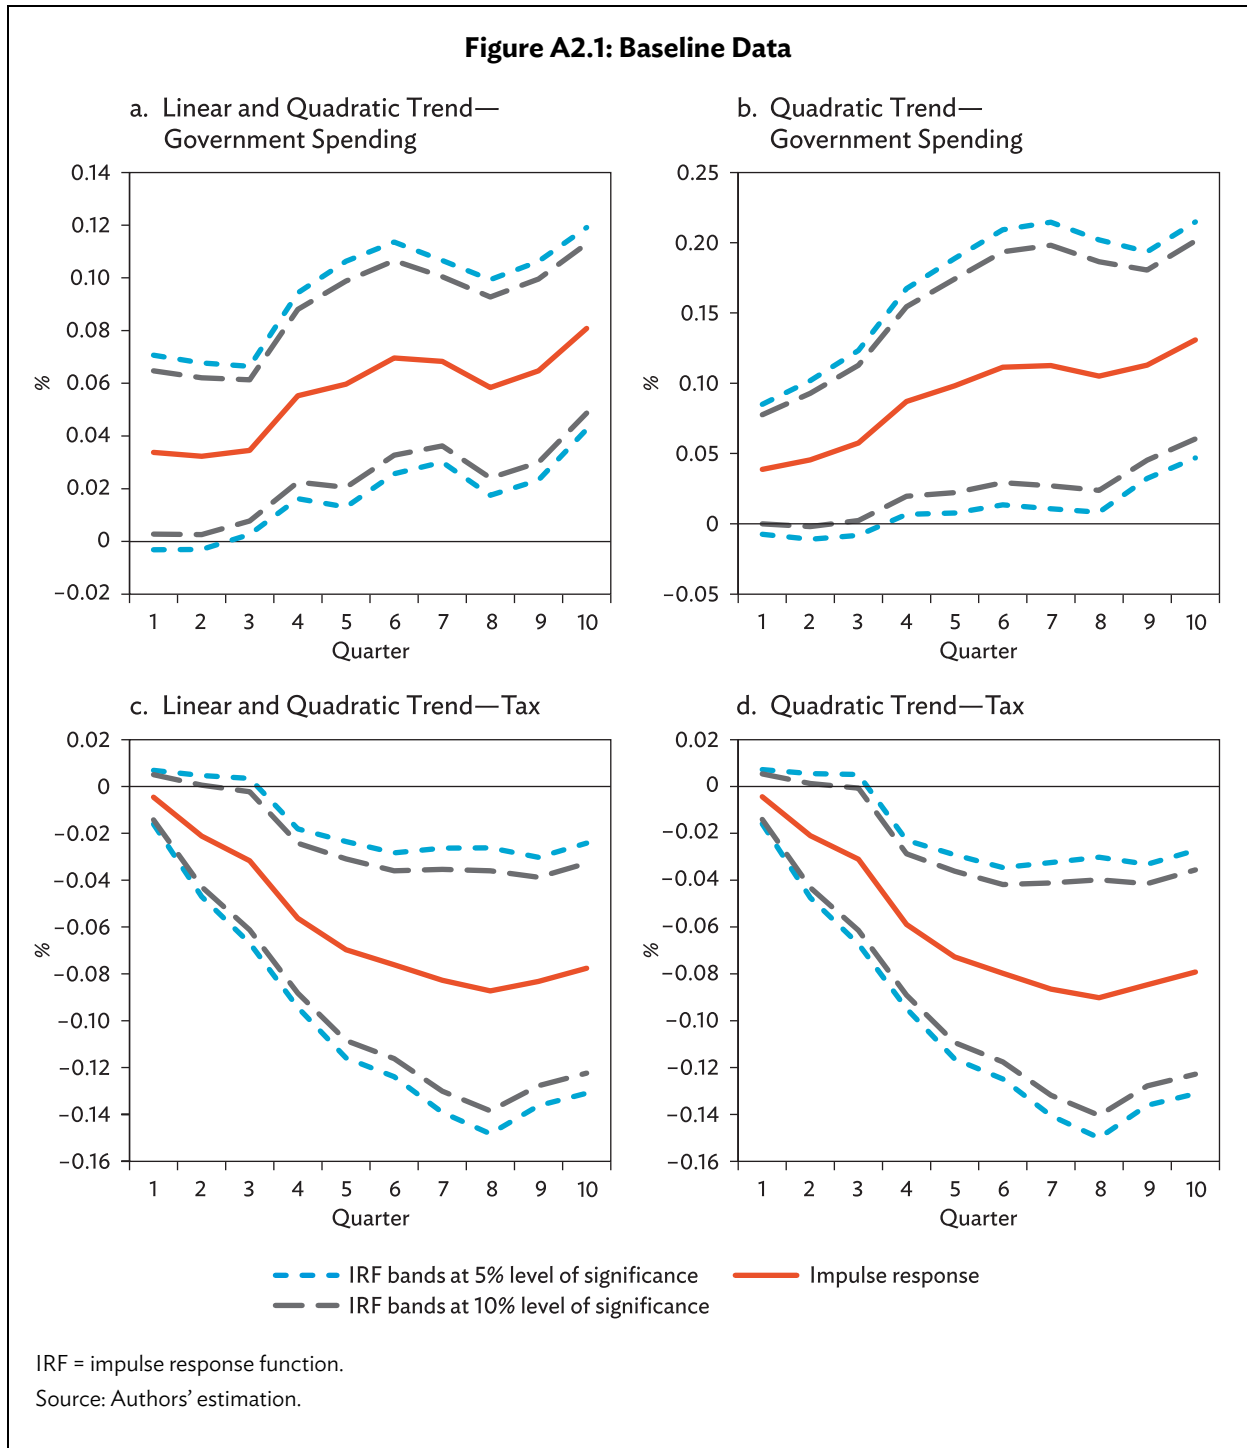 Figure A2.1: Baseline Data
a. Linear and Quadratic Trend—
Government Spending
0.14
0.12
0.10
0.08
0.06
0.04
0.02
0
–0.02
%
1 2 3 4 5 6 7 8 9 10
Quarter
b. Quadratic Trend—
Government Spending
0.25
0.20
0.15
0.10
0.05
0
–0.05
%
1 2 3 4 5 6 7 8 9 10
Quarter
c. Linear and Quadratic Trend—Tax
0.02
0
–0.02
–0.04
–0.06
–0.08
–0.10
–0.12
–0.14
–0.16
%
1 2 3 4 5 6 7 8 9 10
Quarter
d. Quadratic Trend—Tax
0.02
0
–0.02
–0.04
–0.06
–0.08
–0.10
–0.12
–0.14
–0.16
%
1 2 3 4 5 6 7 8 9 10
Quarter
IRF bands at 5% level of significance
Impulse response
IRF bands at 10% level of significance
IRF = impulse response function.
Source: Authors’ estimation.